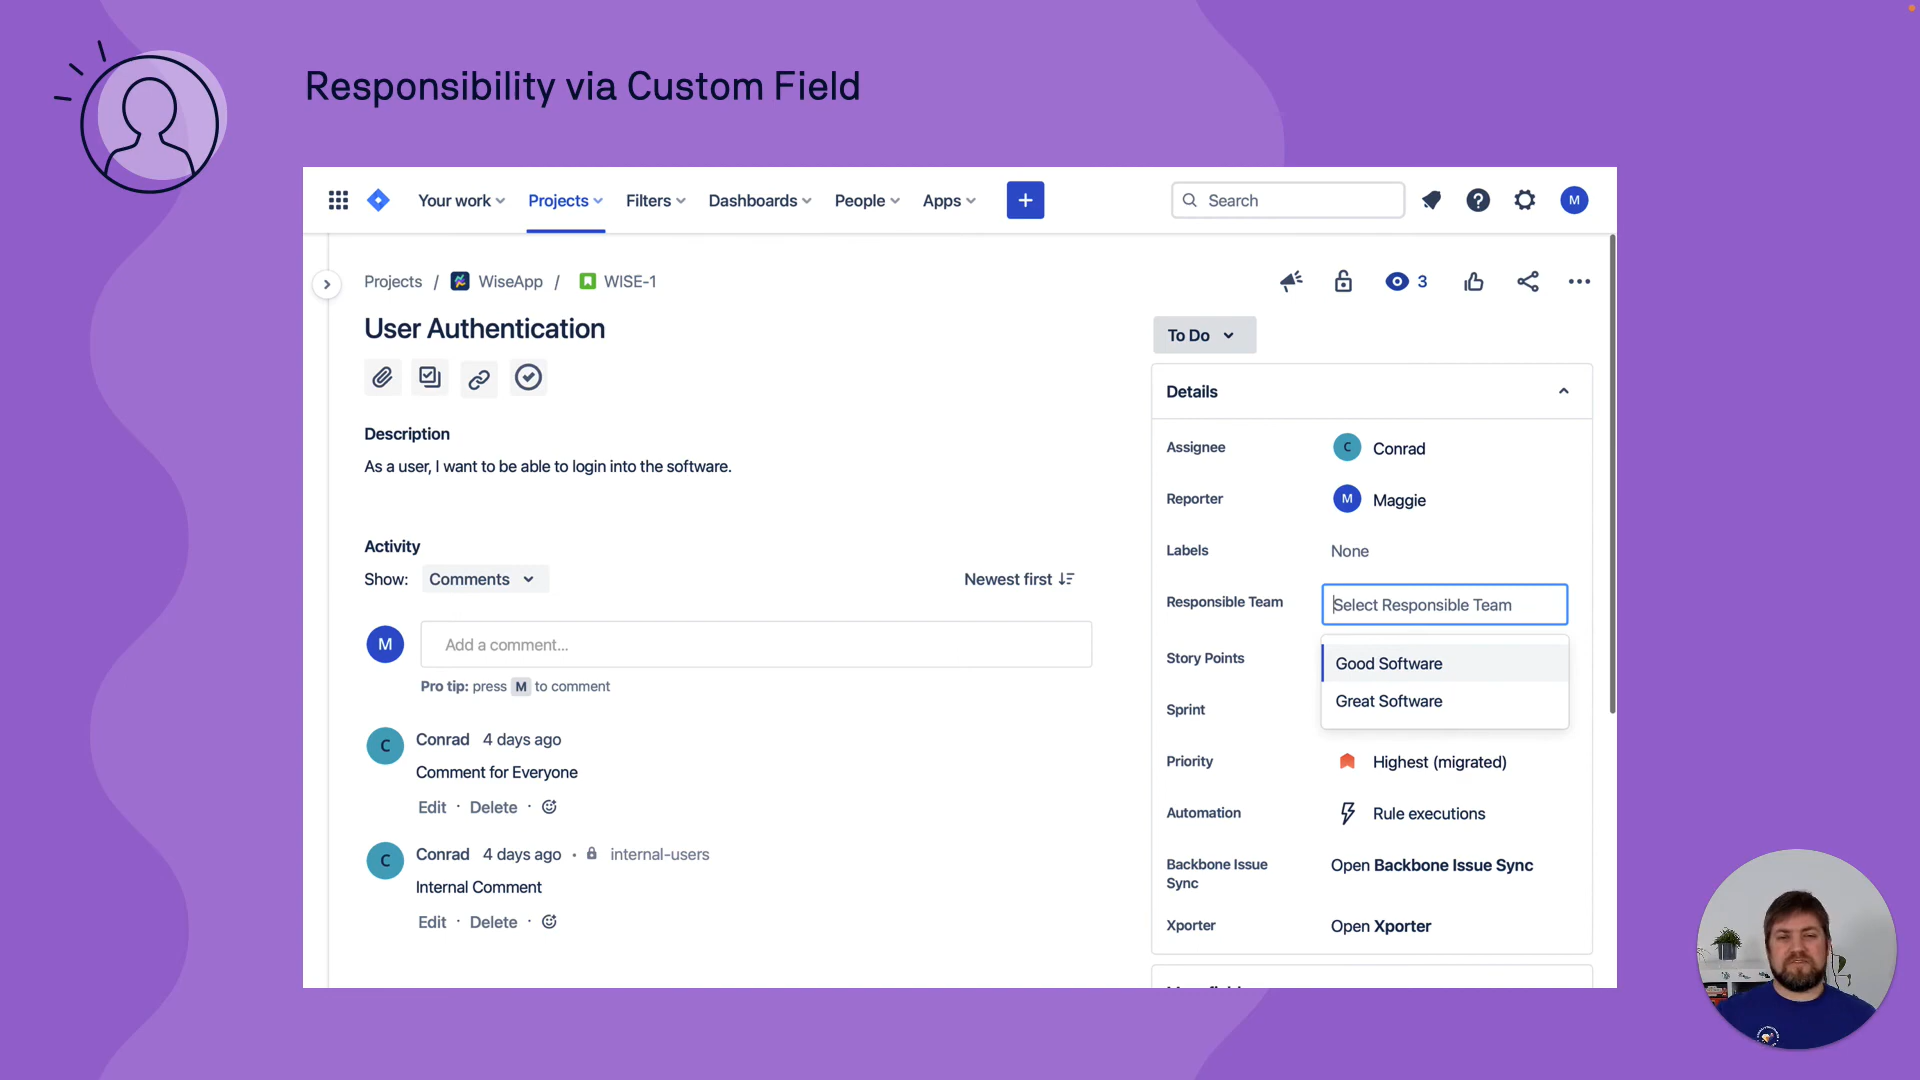 Responsibility via Custom Field
Your work Projects Filters Dashboards People Apps + Search ? M
Projects / WiseApp / WISE-1
3
User Authentication
To Do
Details
Description
As a user, I want to be able to login into the software.
Assignee C Conrad
Reporter M Maggie
Activity
Labels None
Show: Comments Newest first
Responsible Team Select Responsible Team
M Add a comment...
Story Points Good Software
Pro tip: press M to comment
Great Software
Sprint
C Conrad 4 days ago
Comment for Everyone
Edit · Delete ·
Priority Highest (migrated)
Automation Rule executions
C Conrad 4 days ago • internal-users
Internal Comment
Edit · Delete ·
Backbone Issue Sync Open Backbone Issue Sync
Xporter Open Xporter